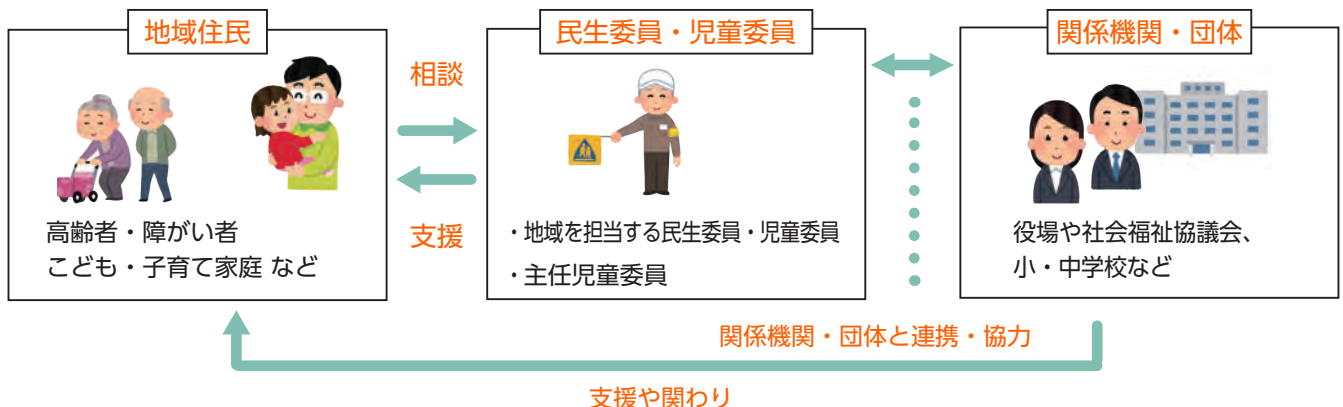 地域住民
高齢者・障がい者
こども・子育て家庭 など
相談
支援
民生委員・児童委員
・地域を担当する民生委員・児童委員
・主任児童委員
関係機関・団体
役場や社会福祉協議会、
小・中学校など
関係機関・団体と連携・協力
支援や関わり